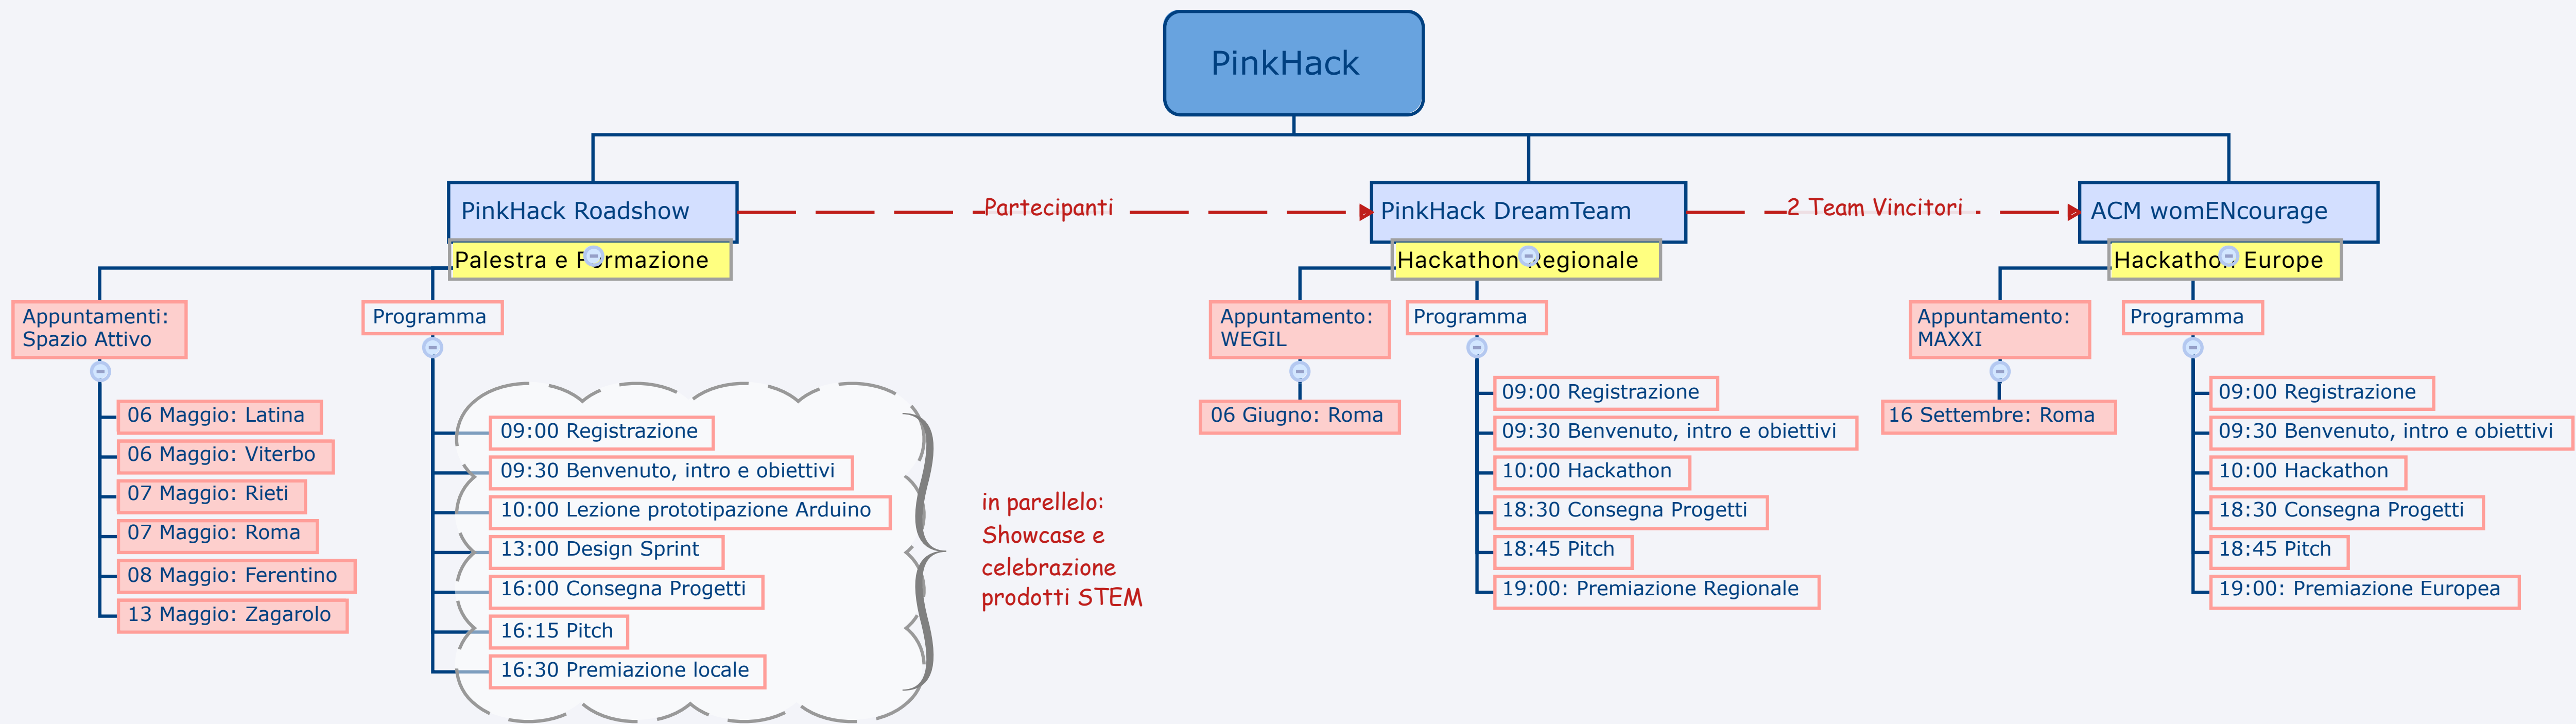 PinkHack
PinkHack Roadshow
Partecipanti
PinkHack DreamTeam
2 Team Vincitori
ACM womENcourage
Palestra e Formazione
Hackathon Regionale
Hackathon Europe
Appuntamenti:
Spazio Attivo
06 Maggio: Latina
06 Maggio: Viterbo
07 Maggio: Rieti
07 Maggio: Roma
08 Maggio: Ferentino
13 Maggio: Zagarolo
Programma
09:00 Registrazione
09:30 Benvenuto, intro e obiettivi
10:00 Lezione prototipazione Arduino
13:00 Design Sprint
16:00 Consegna Progetti
16:15 Pitch
16:30 Premiazione locale
in parellelo:
Showcase e
celebrazione
prodotti STEM
Appuntamento:
WEGIL
06 Giugno: Roma
Programma
09:00 Registrazione
09:30 Benvenuto, intro e obiettivi
10:00 Hackathon
18:30 Consegna Progetti
18:45 Pitch
19:00: Premiazione Regionale
Appuntamento:
MAXXI
16 Settembre: Roma
Programma
09:00 Registrazione
09:30 Benvenuto, intro e obiettivi
10:00 Hackathon
18:30 Consegna Progetti
18:45 Pitch
19:00: Premiazione Europea